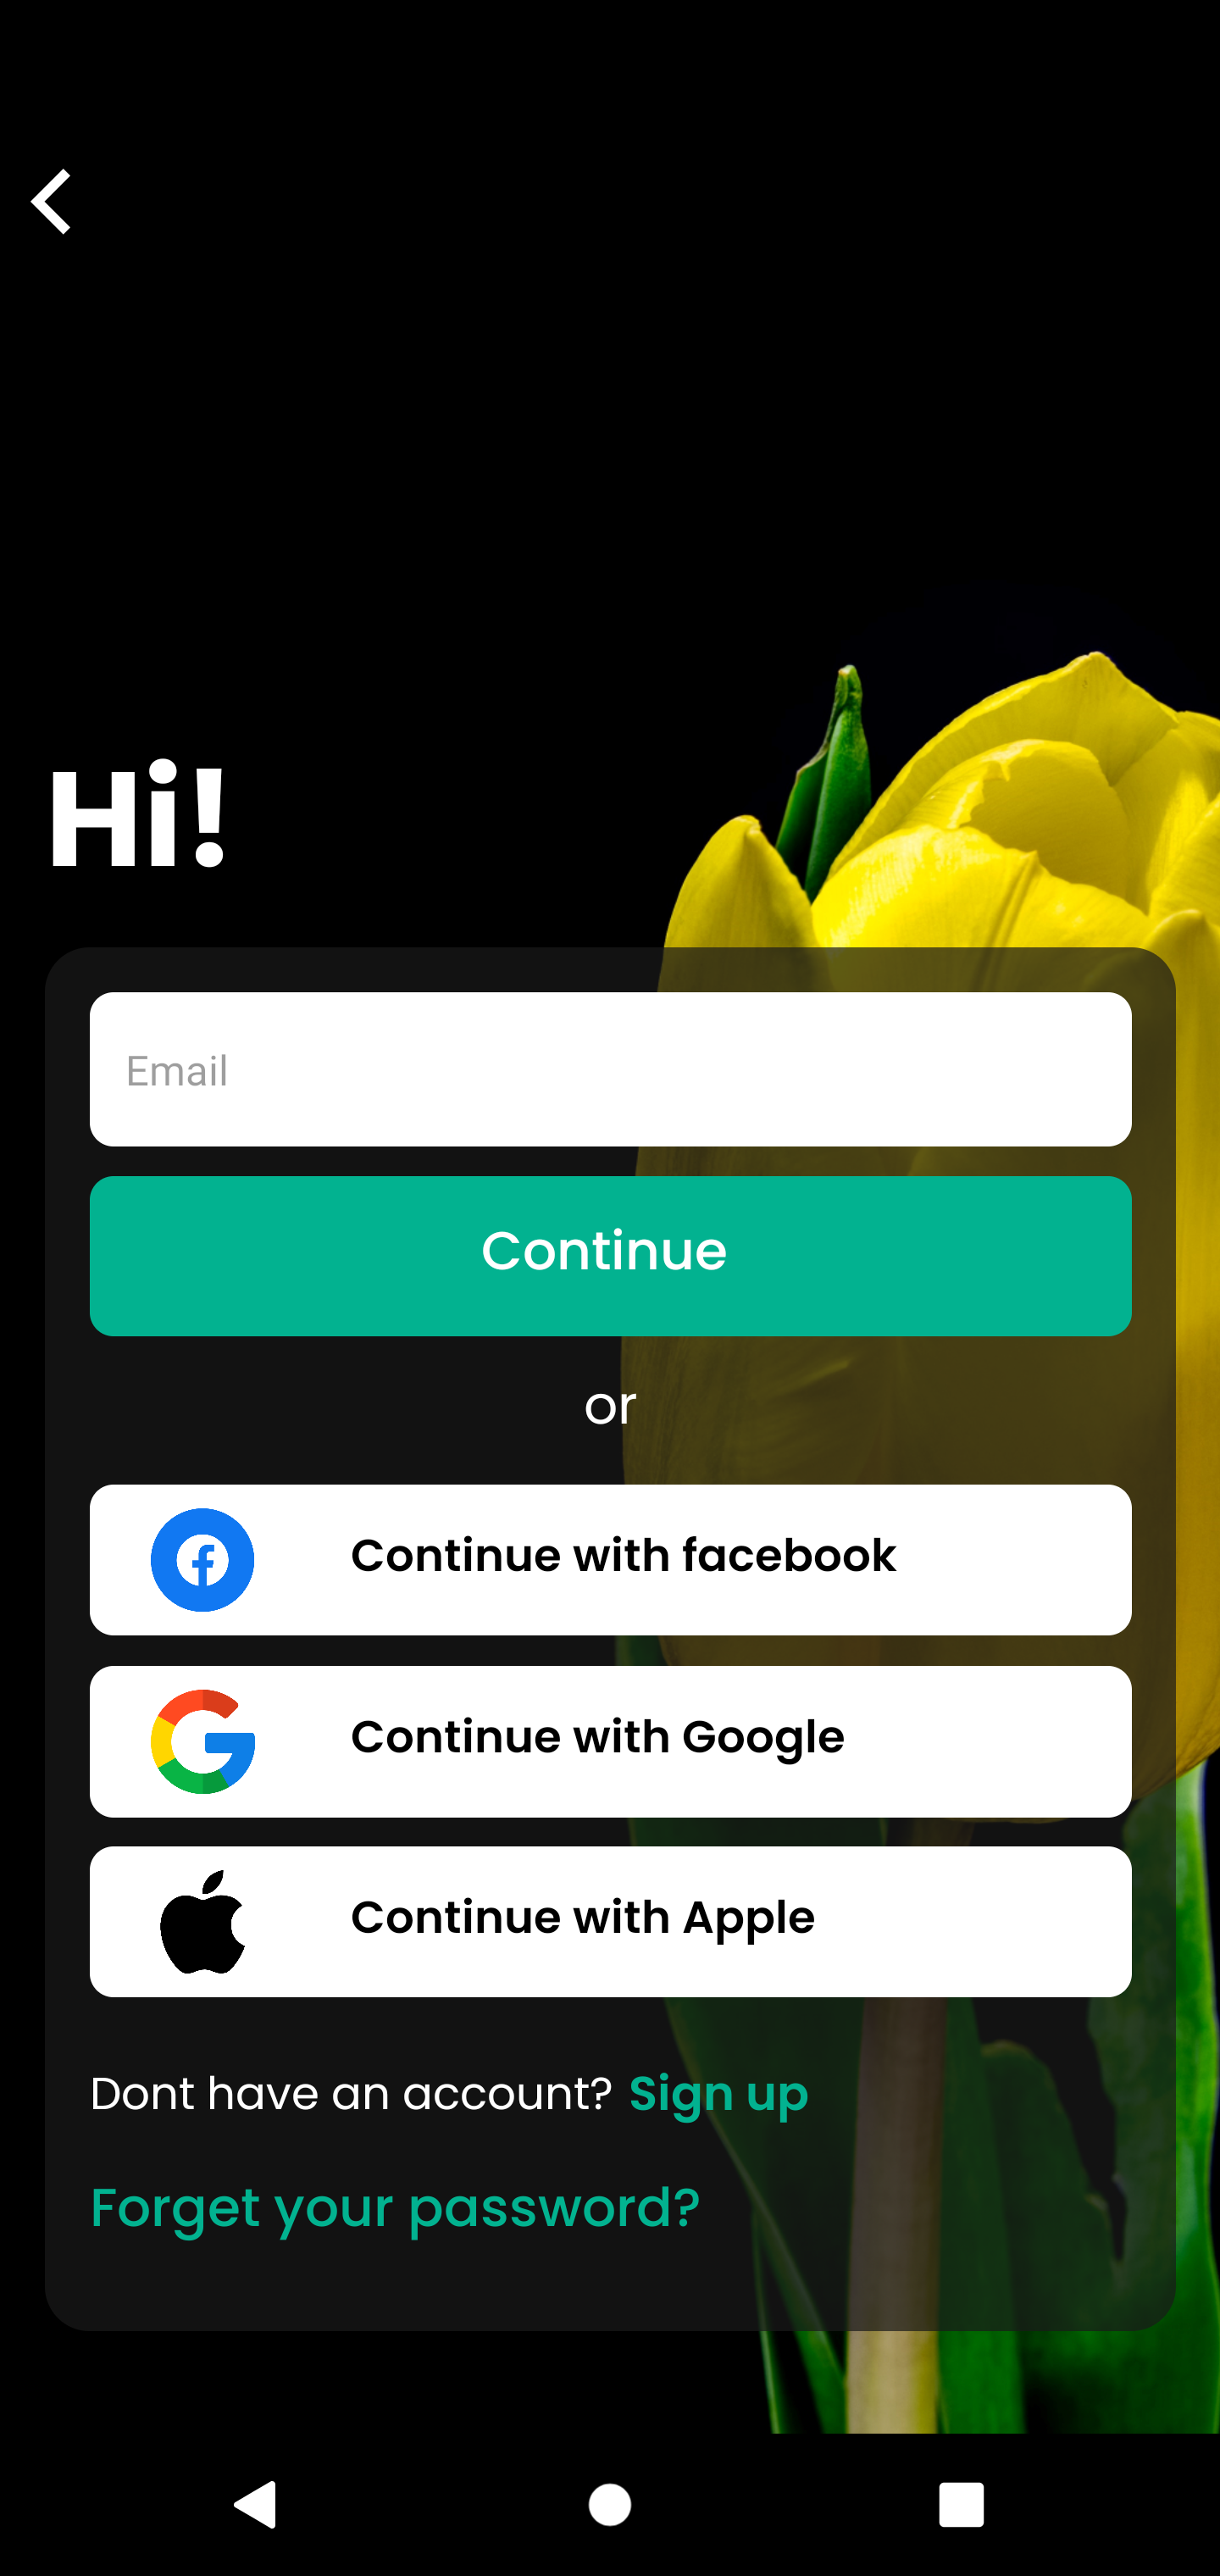 Hi!
Email
Continue
or
Continue with facebook
Continue with Google
Continue with Apple
Dont have an account? Sign up
Forget your password?